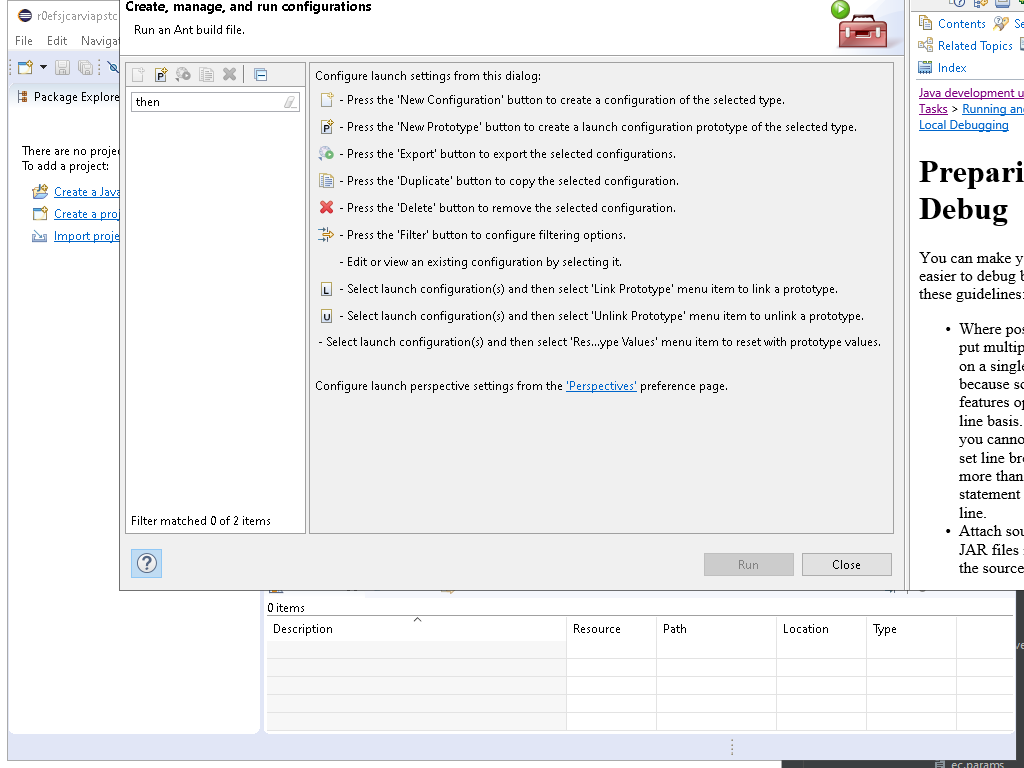 r0efsjcarviapstc
File Edit Naviga
Package Explore
There are no projec
To add a project:
Create a Java
Create a proj
Import proje
Create, manage, and run configurations
Run an Ant build file.
then
Filter matched 0 of 2 items
Configure launch settings from this dialog:
- Press the 'New Configuration' button to create a configuration of the selected type.
- Press the 'New Prototype' button to create a launch configuration prototype of the selected type.
- Press the 'Export' button to export the selected configurations.
- Press the 'Duplicate' button to copy the selected configuration.
- Press the 'Delete' button to remove the selected configuration.
- Press the 'Filter' button to configure filtering options.
- Edit or view an existing configuration by selecting it.
- Select launch configuration(s) and then select 'Link Prototype' menu item to link a prototype.
- Select launch configuration(s) and then select 'Unlink Prototype' menu item to unlink a prototype.
- Select launch configuration(s) and then select 'Res...ype Values' menu item to reset with prototype values.
Configure launch perspective settings from the 'Perspectives' preference page.
Run Close
Contents Se
Related Topics
Index
Java development u
Tasks > Running and
Local Debugging
Prepari
Debug
You can make y
easier to debug b
these guidelines:
• Where pos
put multip
on a single
because so
features op
line basis.
you canno
set line bre
more than
statement
line.
• Attach sou
JAR files i
the source
0 items
Description Resource Path Location Type
ec.params